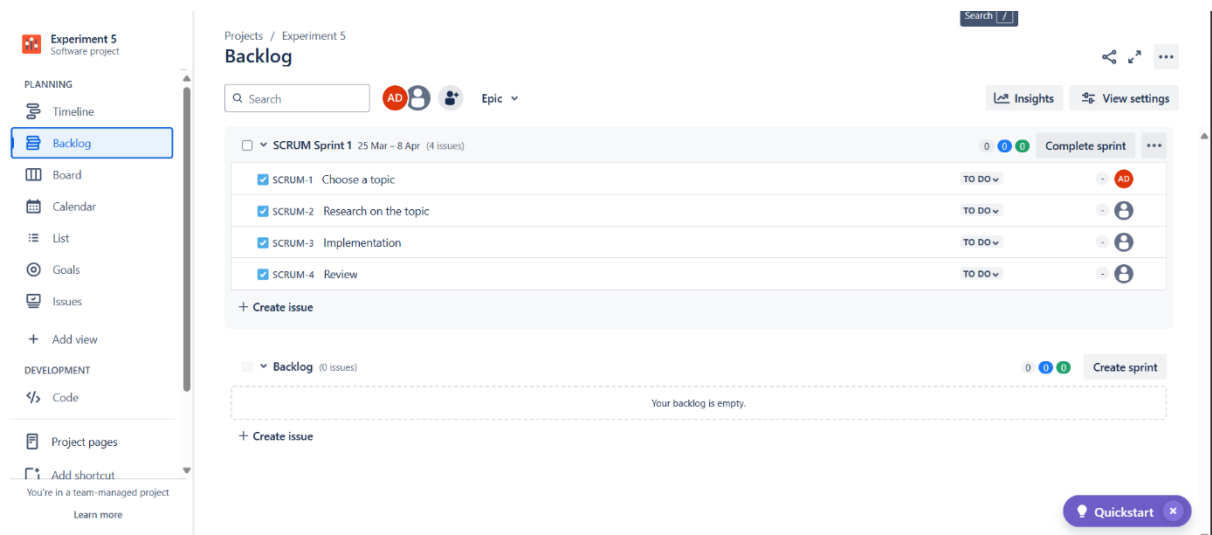 Search /
Experiment 5
Software project
PLANNING
Timeline
Backlog
Board
Calendar
List
Goals
Issues
Add view
DEVELOPMENT
Code
Project pages
Add shortcut
You're in a team-managed project
Learn more
Projects / Experiment 5
Backlog
Search AD Epic Insights View settings
SCRUM Sprint 1 25 Mar – 8 Apr (4 issues) 0 0 0 Complete sprint
SCRUM-1 Choose a topic TO DO - AD
SCRUM-2 Research on the topic TO DO -
SCRUM-3 Implementation TO DO -
SCRUM-4 Review TO DO -
+ Create issue
Backlog (0 issues) 0 0 0 Create sprint
Your backlog is empty.
+ Create issue
Quickstart